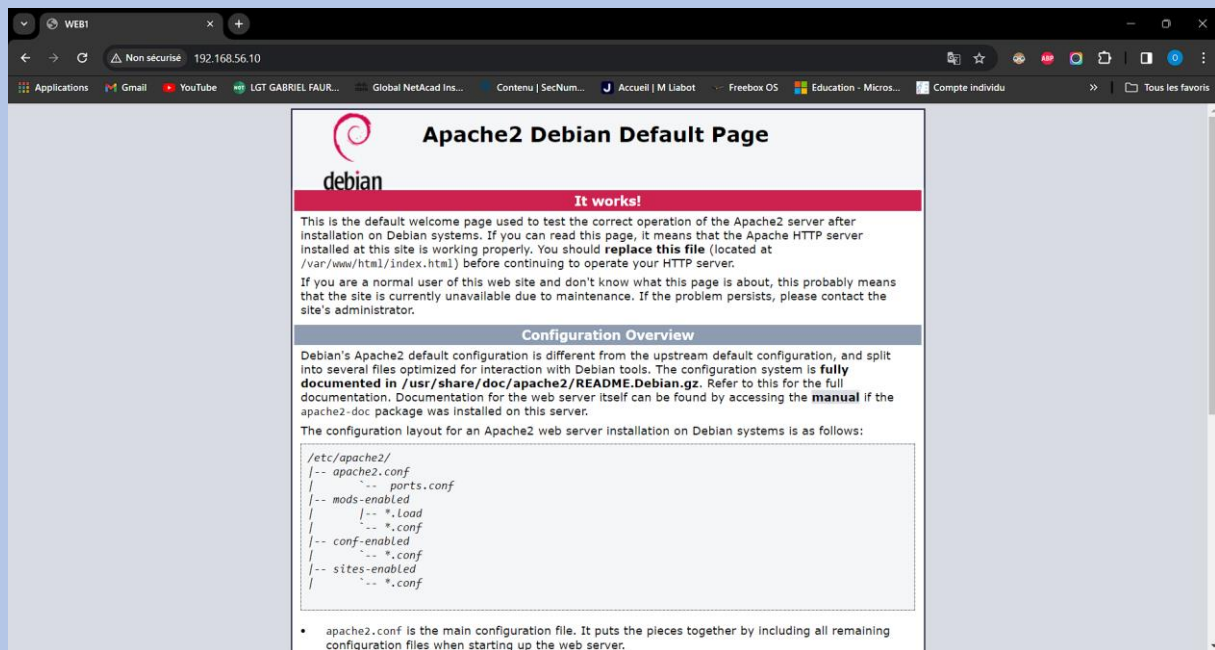 WEB1
Non sécurisé 192.168.56.10
ABP
Applications Gmail YouTube LGT GABRIEL FAUR... Global NetAcad Ins... Contenu | SecNum... Accueil | M Liabot Freebox OS Education - Micros... Compte individu » Tous les favoris
debian
Apache2 Debian Default Page
It works!
This is the default welcome page used to test the correct operation of the Apache2 server after
installation on Debian systems. If you can read this page, it means that the Apache HTTP server
installed at this site is working properly. You should replace this file (located at
/var/www/html/index.html) before continuing to operate your HTTP server.
If you are a normal user of this web site and don't know what this page is about, this probably means
that the site is currently unavailable due to maintenance. If the problem persists, please contact the
site's administrator.
Configuration Overview
Debian's Apache2 default configuration is different from the upstream default configuration, and split
into several files optimized for interaction with Debian tools. The configuration system is fully
documented in /usr/share/doc/apache2/README.Debian.gz. Refer to this for the full
documentation. Documentation for the web server itself can be found by accessing the manual if the
apache2-doc package was installed on this server.
The configuration layout for an Apache2 web server installation on Debian systems is as follows:
/etc/apache2/
|-- apache2.conf
|       `--  ports.conf
|-- mods-enabled
|       |-- *.load
|       `-- *.conf
|-- conf-enabled
|       `-- *.conf
|-- sites-enabled
|       `-- *.conf
• apache2.conf is the main configuration file. It puts the pieces together by including all remaining
configuration files when starting up the web server.